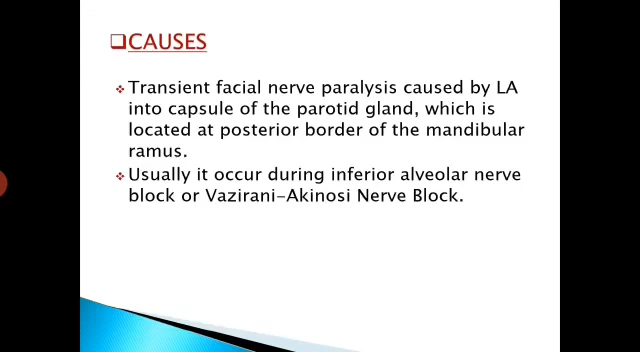 ❑CAUSES
❖ Transient facial nerve paralysis caused by LA
into capsule of the parotid gland, which is
located at posterior border of the mandibular
ramus.
❖ Usually it occur during inferior alveolar nerve
block or Vazirani-Akinosi Nerve Block.